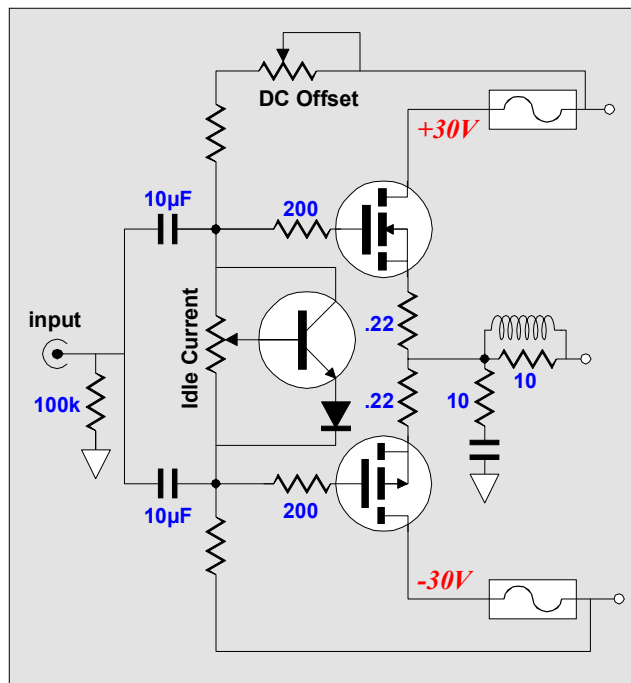 DC Offset
+30V
10µF
200
input
Idle Current
.22
100k
.22
10
10
10µF
200
-30V